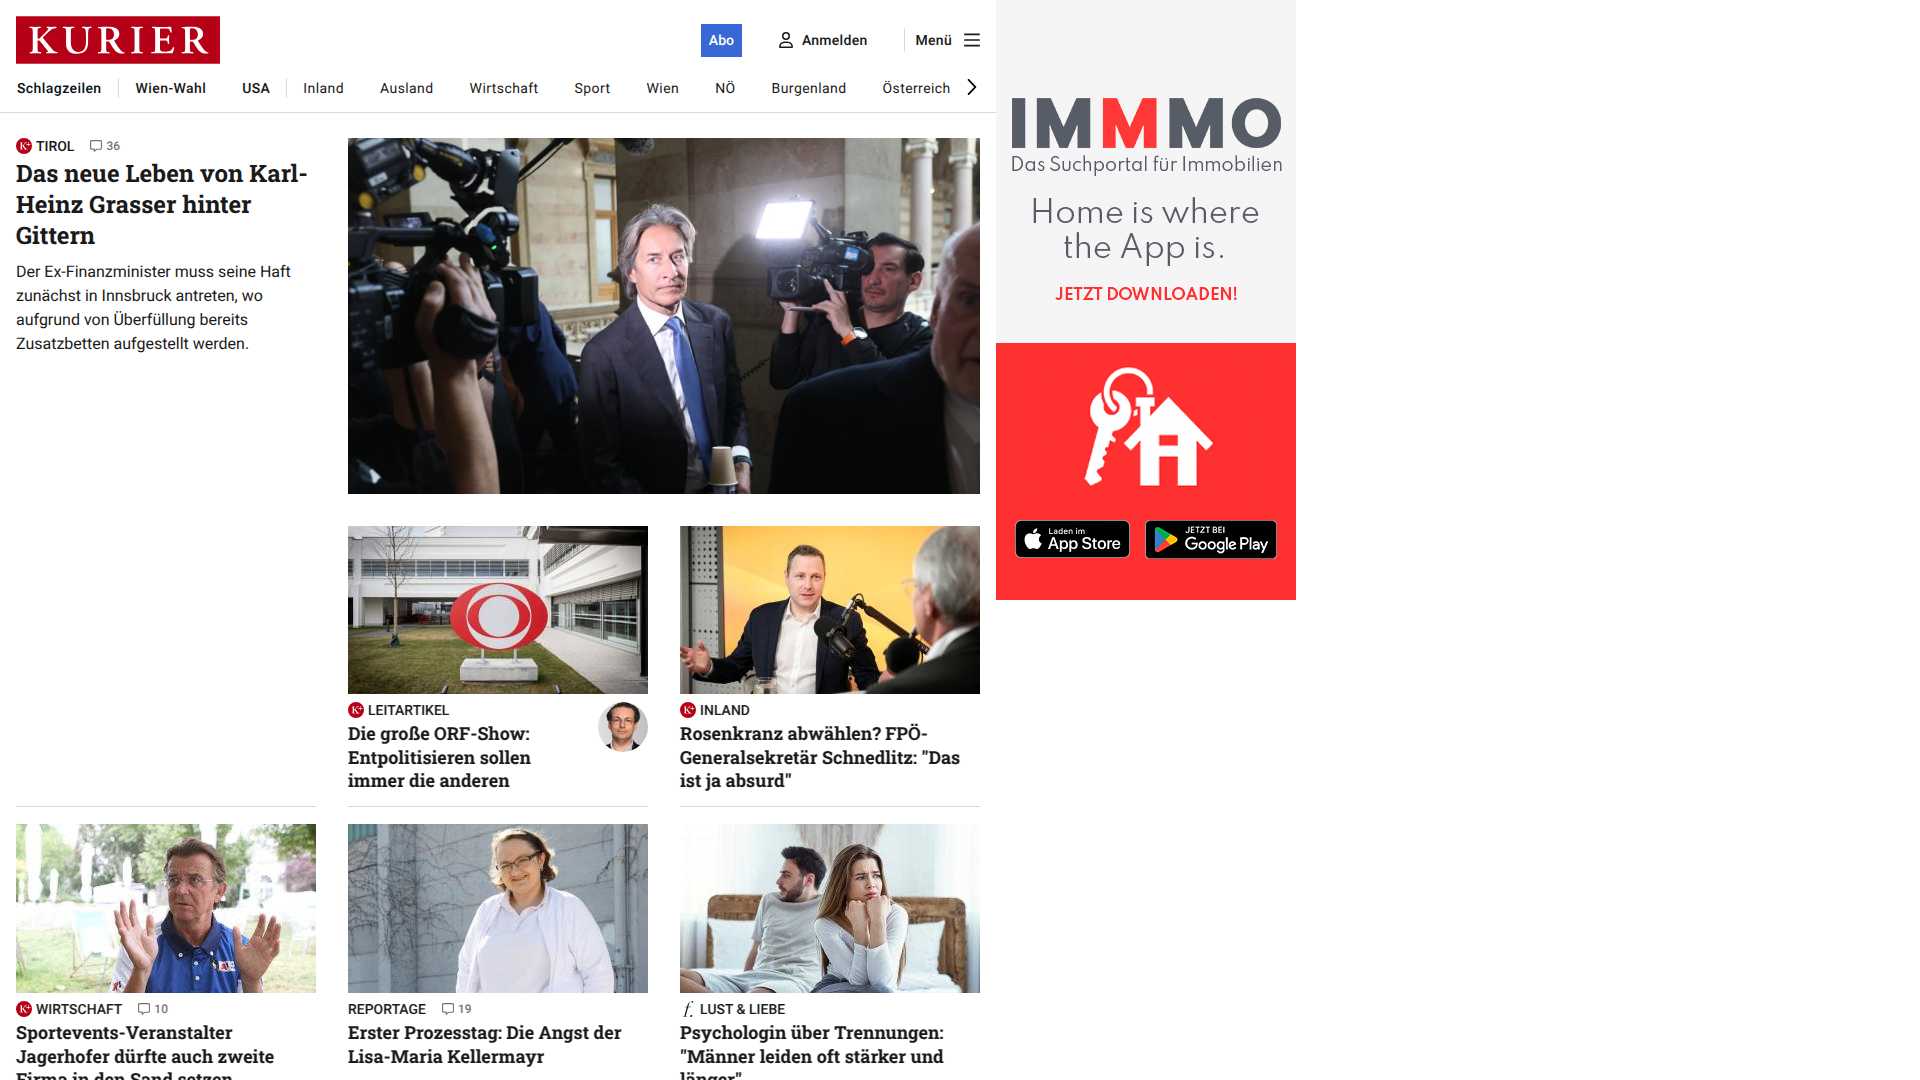 KURIER
Abo
Anmelden
Menü
Schlagzeilen
Wien-Wahl
USA
Inland
Ausland
Wirtschaft
Sport
Wien
NÖ
Burgenland
Österreich
K+ TIROL 36
Das neue Leben von Karl-
Heinz Grasser hinter
Gittern
Der Ex-Finanzminister muss seine Haft
zunächst in Innsbruck antreten, wo
aufgrund von Überfüllung bereits
Zusatzbetten aufgestellt werden.
K+ LEITARTIKEL
Die große ORF-Show:
Entpolitisieren sollen
immer die anderen
K+ INLAND
Rosenkranz abwählen? FPÖ-
Generalsekretär Schnedlitz: "Das
ist ja absurd"
K+ WIRTSCHAFT 10
Sportevents-Veranstalter
Jagerhofer dürfte auch zweite
Firma in den Sand setzen
REPORTAGE 19
Erster Prozesstag: Die Angst der
Lisa-Maria Kellermayr
f. LUST & LIEBE
Psychologin über Trennungen:
"Männer leiden oft stärker und
länger"
IMMMO
Das Suchportal für Immobilien
Home is where
the App is.
JETZT DOWNLOADEN!
Laden im
App Store
JETZT BEI
Google Play